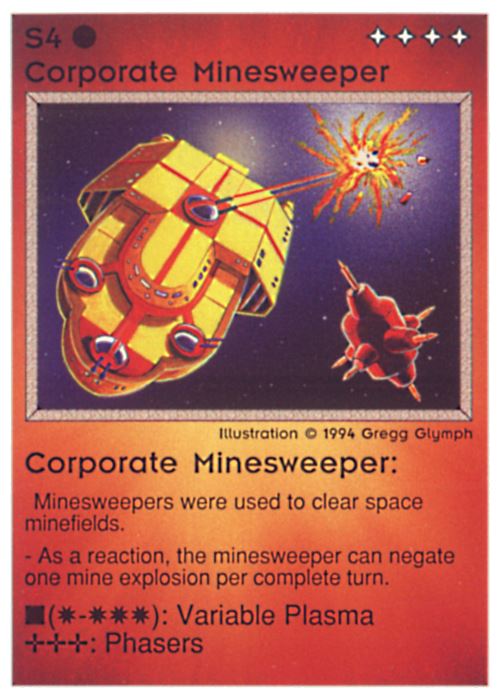 S4 ● ✦ ✦ ✦ ✦
Corporate Minesweeper
Illustration © 1994 Gregg Glymph
Corporate Minesweeper:
Minesweepers were used to clear space
minefields.
- As a reaction, the minesweeper can negate
one mine explosion per complete turn.
■(✷-✷✷✷): Variable Plasma
✢✢✢: Phasers